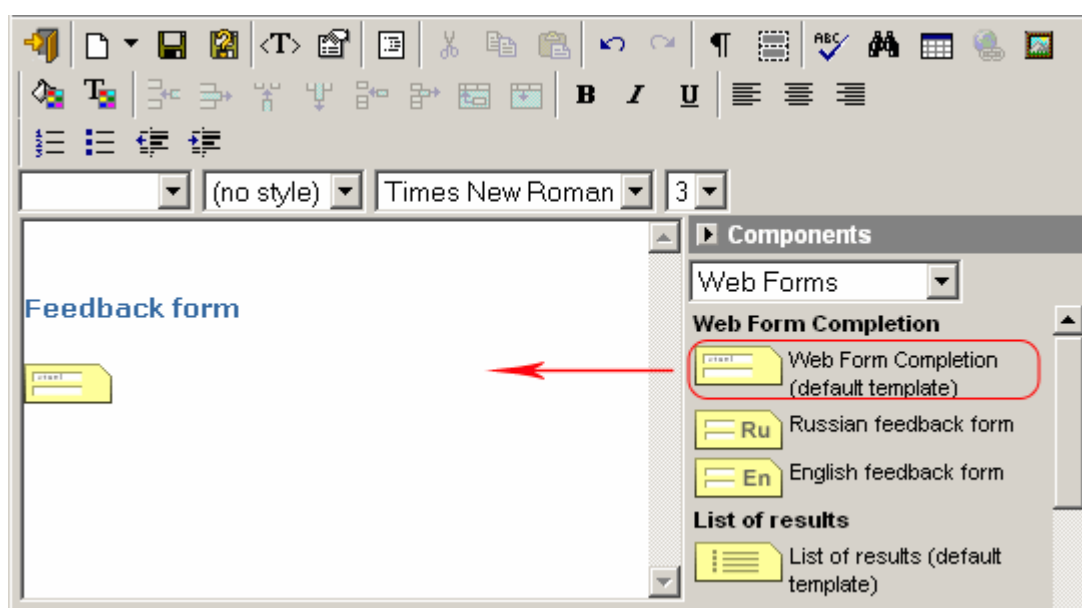 <T>
ABC
B I U
(no style) Times New Roman 3
Components
Web Forms
Feedback form
Web Form Completion
Web Form Completion
(default template)
Ru Russian feedback form
En English feedback form
List of results
List of results (default
template)